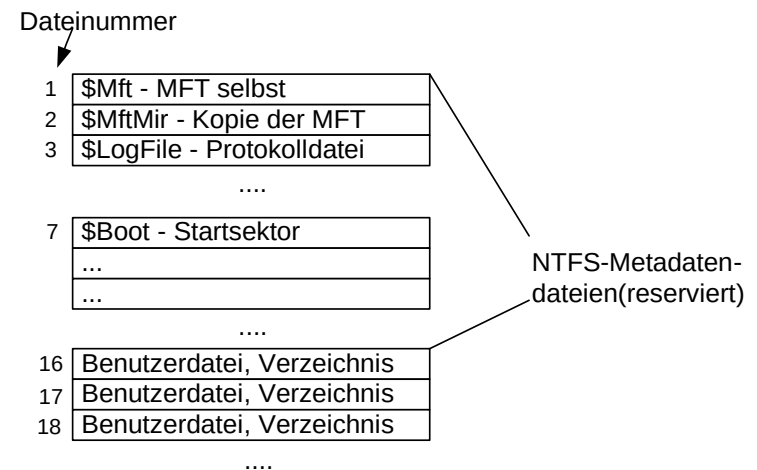 Dateinummer
1 $Mft - MFT selbst
2 $MftMir - Kopie der MFT
3 $LogFile - Protokolldatei
....
7 $Boot - Startsektor
...
...
NTFS-Metadaten-
dateien(reserviert)
....
16 Benutzerdatei, Verzeichnis
17 Benutzerdatei, Verzeichnis
18 Benutzerdatei, Verzeichnis
....